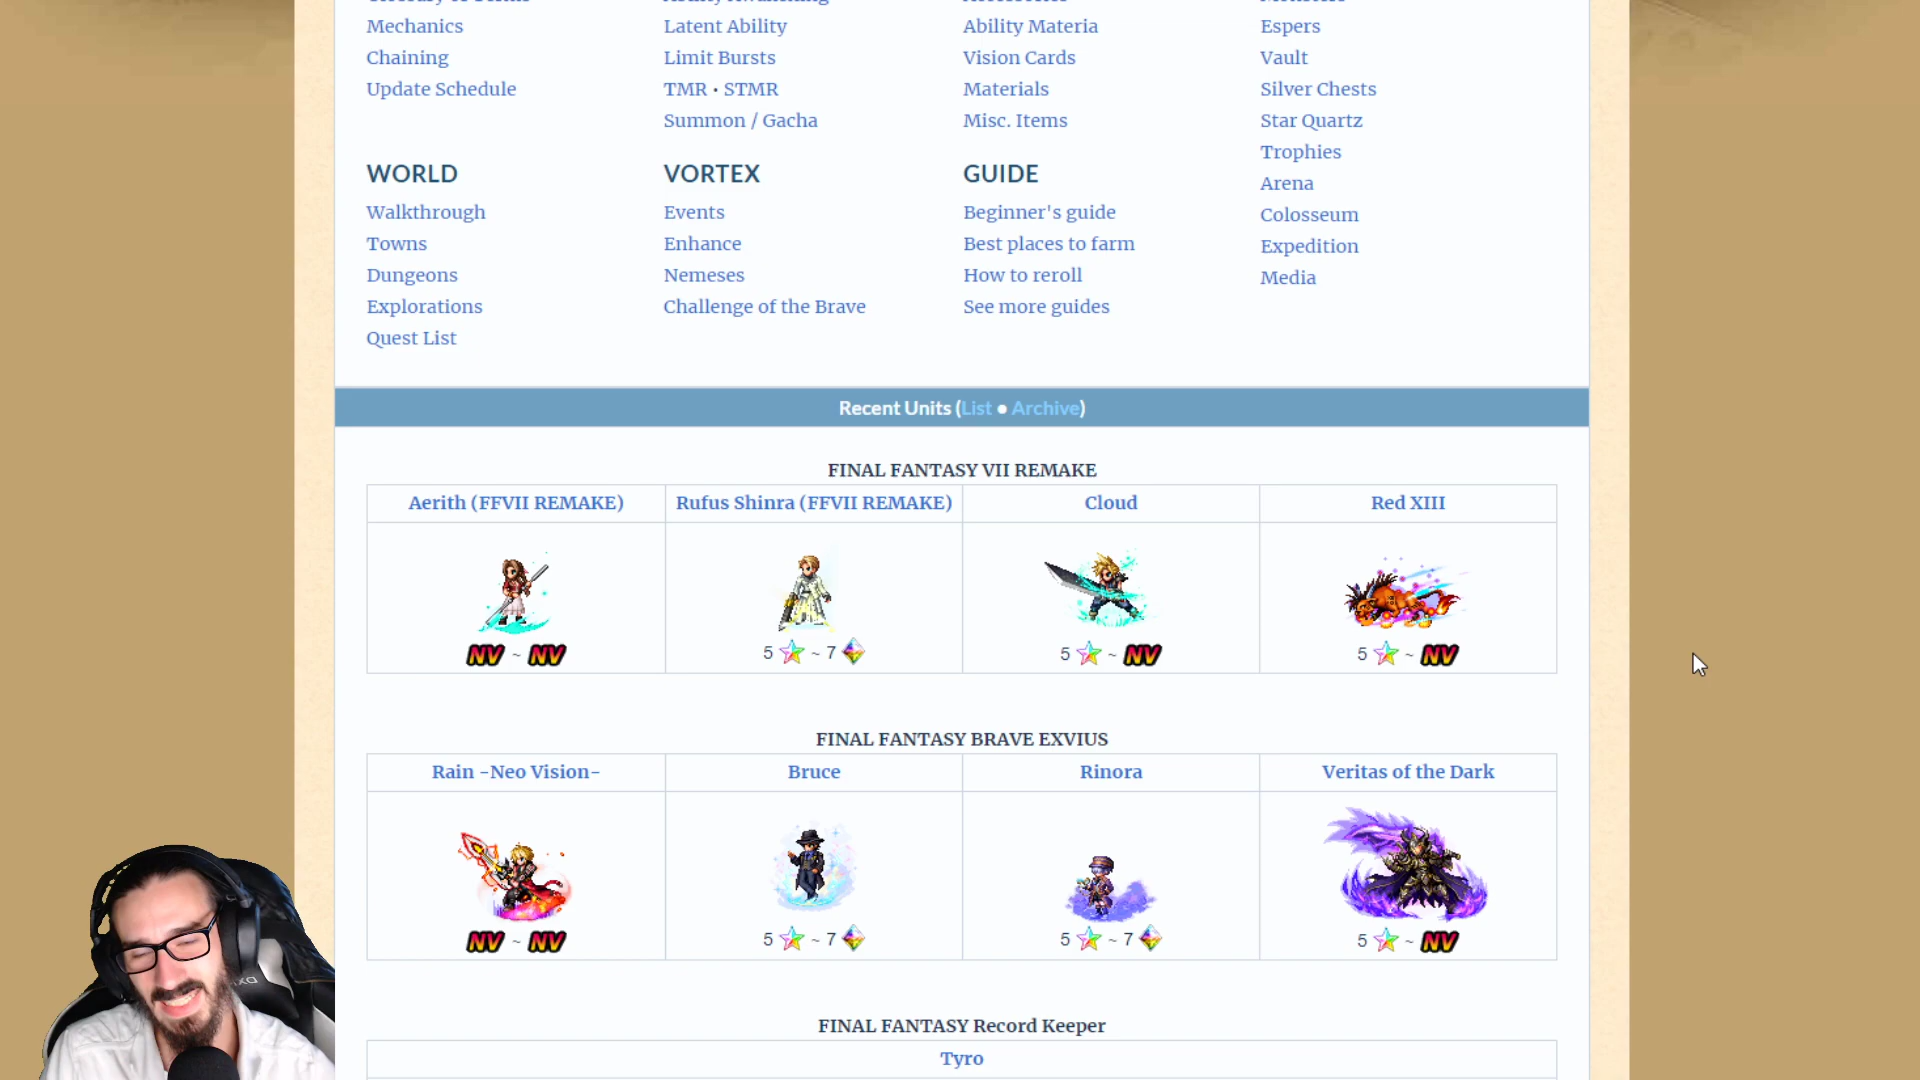 Mechanics
Latent Ability
Ability Materia
Espers
Chaining
Limit Bursts
Vision Cards
Vault
Update Schedule
TMR • STMR
Materials
Silver Chests
Summon / Gacha
Misc. Items
Star Quartz
Trophies
WORLD
VORTEX
GUIDE
Arena
Walkthrough
Events
Beginner's guide
Colosseum
Towns
Enhance
Best places to farm
Expedition
Dungeons
Nemeses
How to reroll
Media
Explorations
Challenge of the Brave
See more guides
Quest List
Recent Units (List ● Archive)
FINAL FANTASY VII REMAKE
Aerith (FFVII REMAKE)
Rufus Shinra (FFVII REMAKE)
Cloud
Red XIII
NV ~ NV
5 ~ 7
5 ~ NV
5 ~ NV
FINAL FANTASY BRAVE EXVIUS
Rain -Neo Vision-
Bruce
Rinora
Veritas of the Dark
NV ~ NV
5 ~ 7
5 ~ 7
5 ~ NV
FINAL FANTASY Record Keeper
Tyro